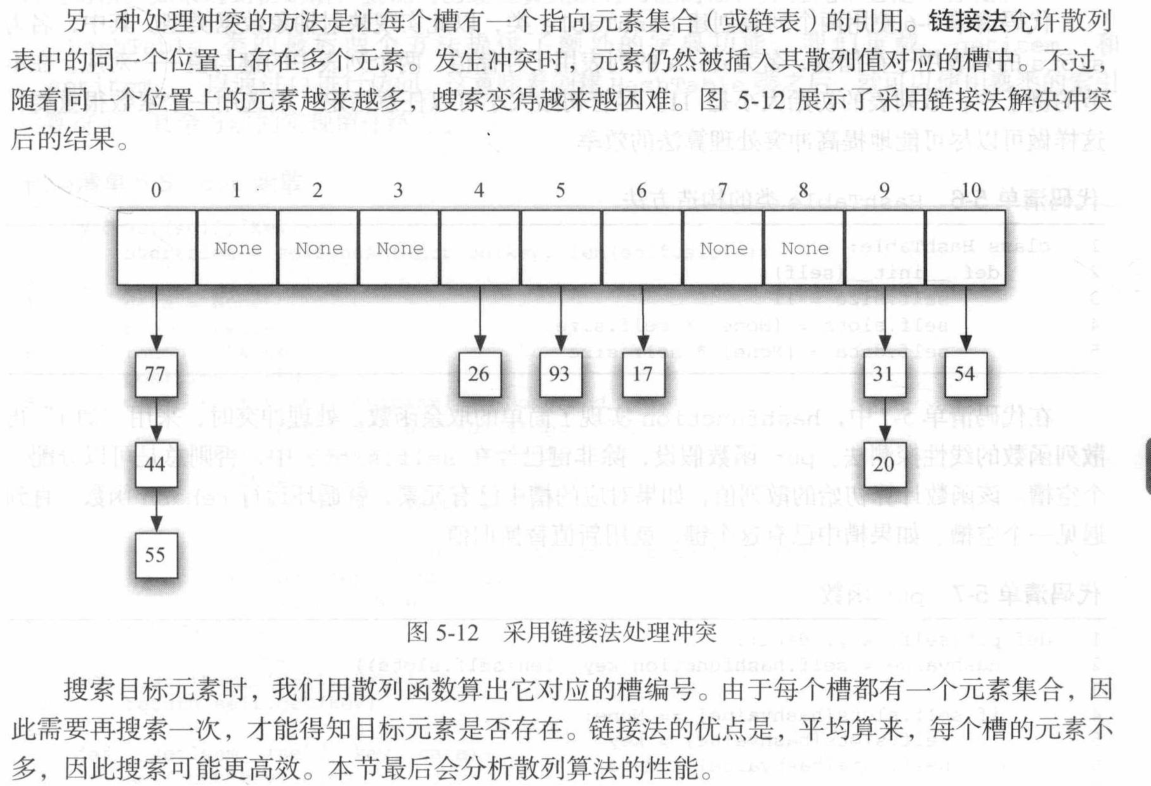 另一种处理冲突的方法是让每个槽有一个指向元素集合（或链表）的引用。链接法允许散列
表中的同一个位置上存在多个元素。发生冲突时，元素仍然被插入其散列值对应的槽中。不过，
随着同一个位置上的元素越来越多，搜索变得越来越困难。图 5-12 展示了采用链接法解决冲突
后的结果。
0 1 2 3 4 5 6 7 8 9 10
None None None None None
77 26 93 17 31 54
44 20
55
图 5-12 采用链接法处理冲突
搜索目标元素时，我们用散列函数算出它对应的槽编号。由于每个槽都有一个元素集合，因
此需要再搜索一次，才能得知目标元素是否存在。链接法的优点是，平均算来，每个槽的元素不
多，因此搜索可能更高效。本节最后会分析散列算法的性能。